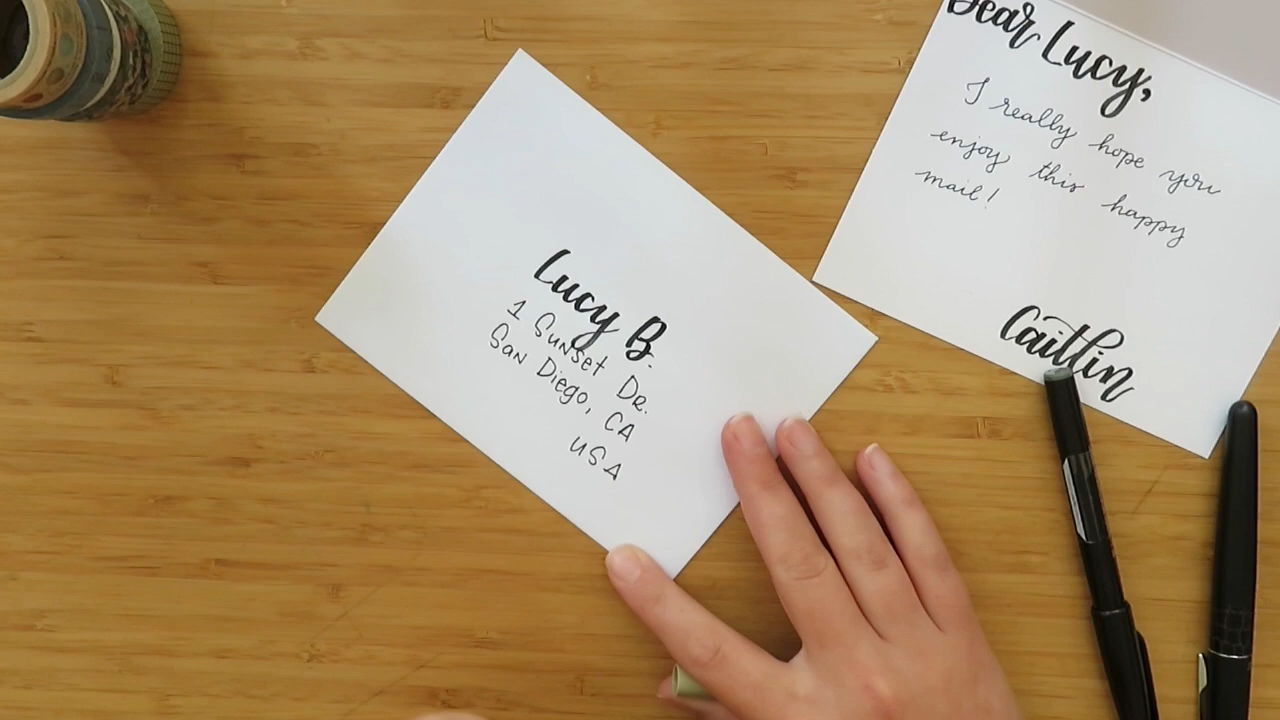 Dear Lucy,
I really hope you
enjoy this happy
mail!
Caitlin
Lucy B.
1 Sunset Dr.
San Diego, CA
USA